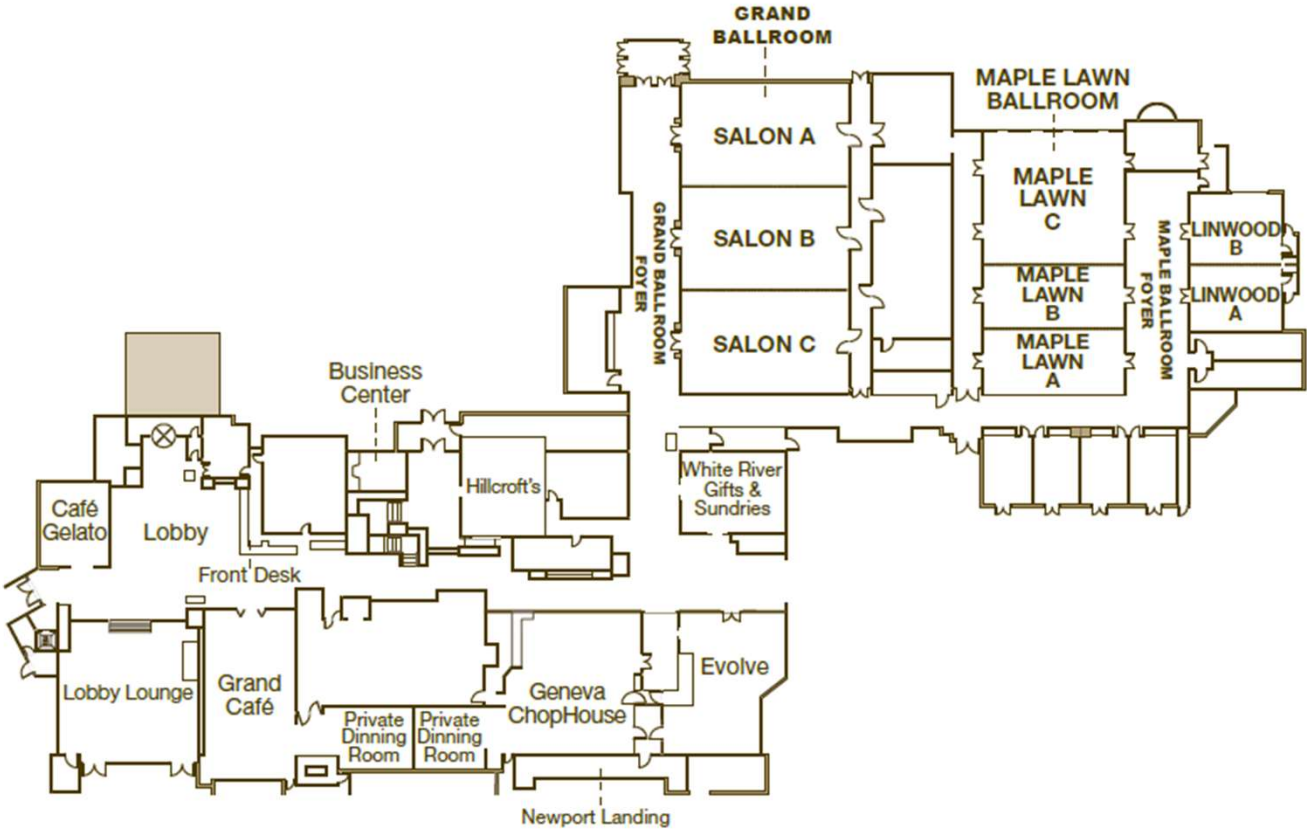 GRAND
BALLROOM
MAPLE LAWN
BALLROOM
SALON A
MAPLE
LAWN
C
GRAND BALLROOM
FOYER
SALON B
MAPLE BALLROOM
FOYER
LINWOOD
B
MAPLE
LAWN
B
LINWOOD
A
SALON C
MAPLE
LAWN
A
Business
Center
Hillcroft's
White River
Gifts &
Sundries
Café
Gelato
Lobby
Front Desk
Lobby Lounge
Grand
Café
Private
Dinning
Room
Private
Dinning
Room
Geneva
ChopHouse
Evolve
Newport Landing